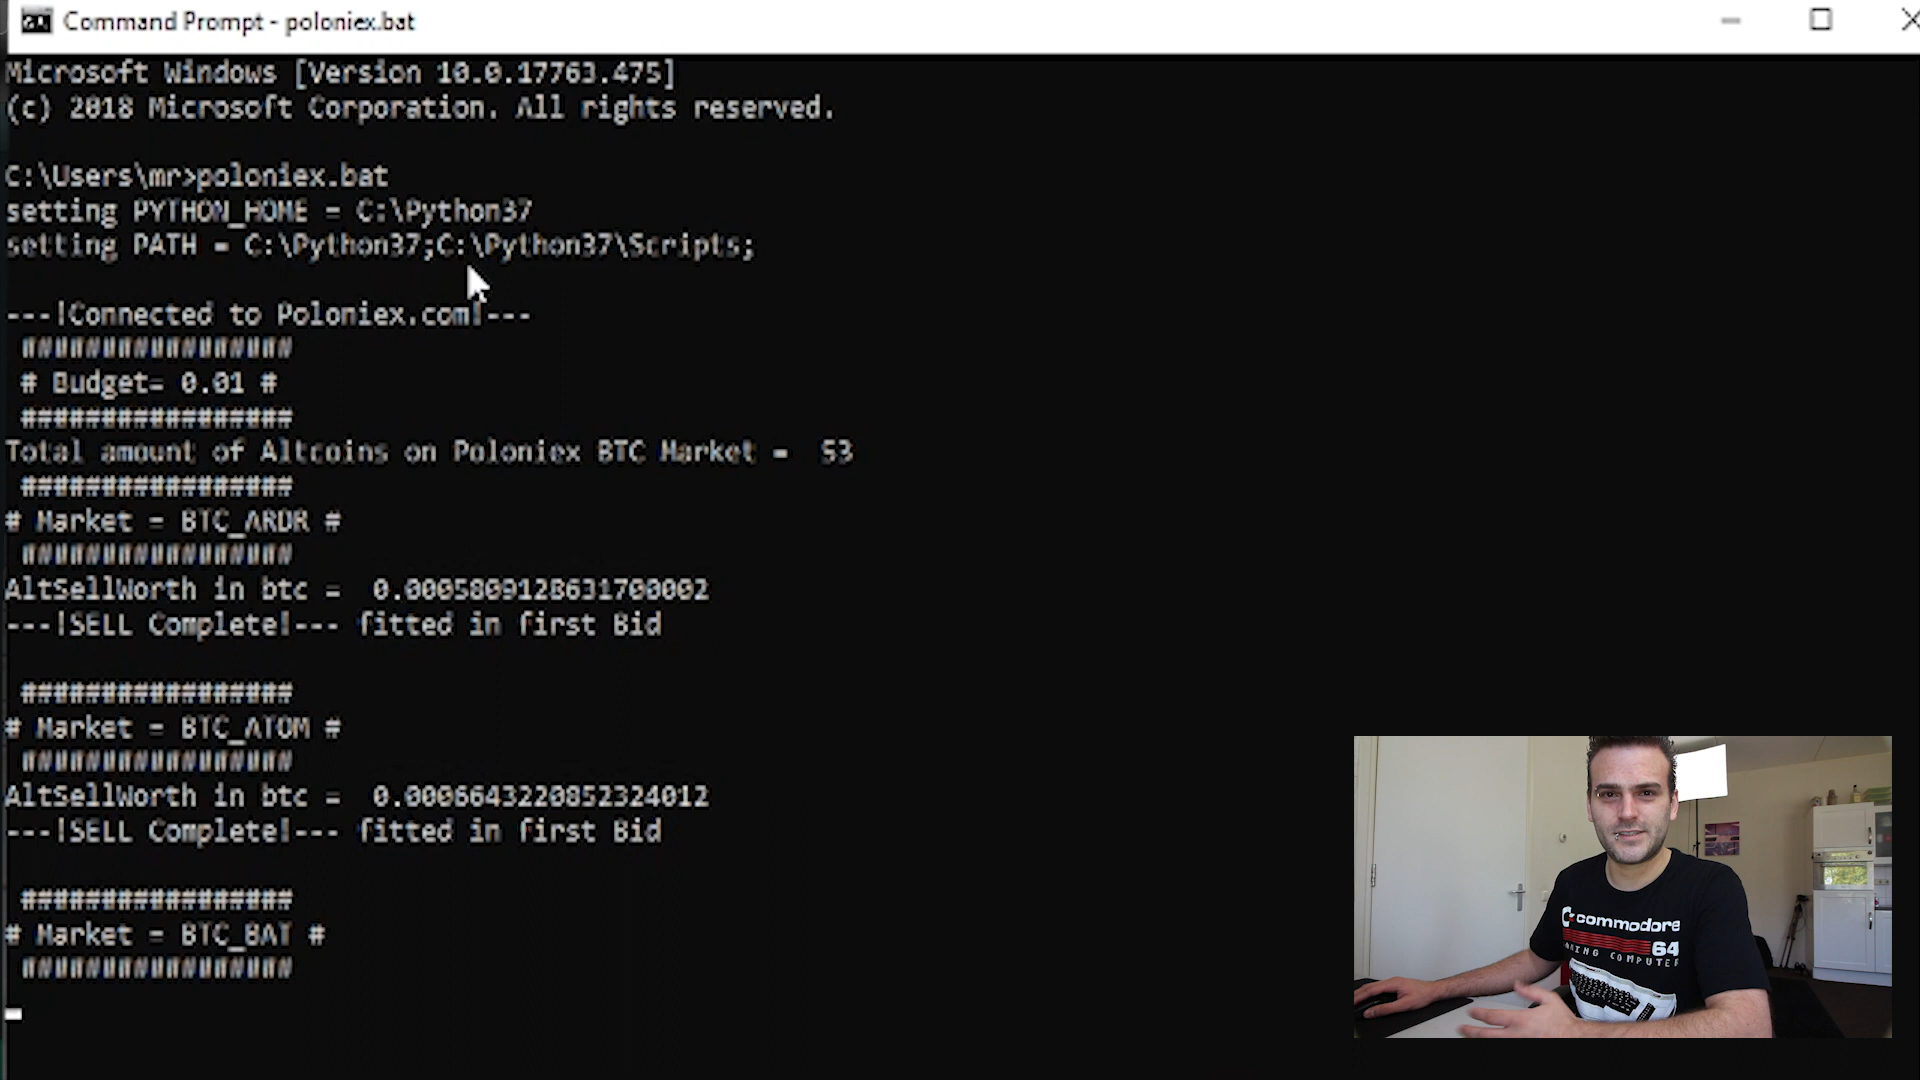 Command Prompt - poloniex.bat
Microsoft Windows [Version 10.0.17763.475]
(c) 2018 Microsoft Corporation. All rights reserved.
C:\Users\mr>poloniex.bat
setting PYTHON_HOME = C:\Python37
setting PATH = C:\Python37;C:\Python37\Scripts;
---!Connected to Poloniex.com!---
#################
# Budget= 0.01 #
#################
Total amount of Altcoins on Poloniex BTC Market =  53
#################
# Market = BTC_ARDR #
#################
AltSellWorth in btc =  0.0005809128631700002
---!SELL Complete!--- fitted in first Bid
#################
# Market = BTC_ATOM #
#################
AltSellWorth in btc =  0.0006643220852324012
---!SELL Complete!--- fitted in first Bid
#################
# Market = BTC_BAT #
#################
commodore
64
COMPUTER